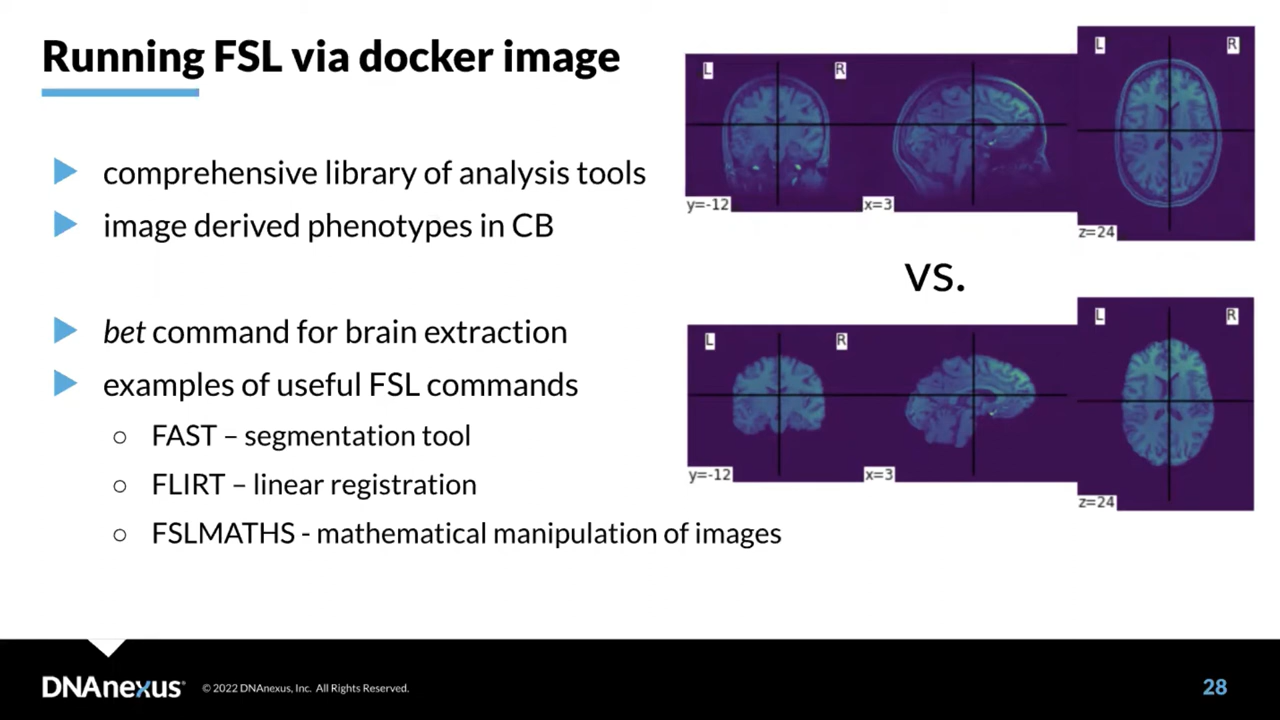 Running FSL via docker image
comprehensive library of analysis tools
image derived phenotypes in CB
bet command for brain extraction
examples of useful FSL commands
FAST – segmentation tool
FLIRT – linear registration
FSLMATHS - mathematical manipulation of images
L R L R
y=-12 x=3 z=24
vs.
L R L R
y=-12 x=3 z=24
DNAnexus® © 2022 DNAnexus, Inc. All Rights Reserved. 28